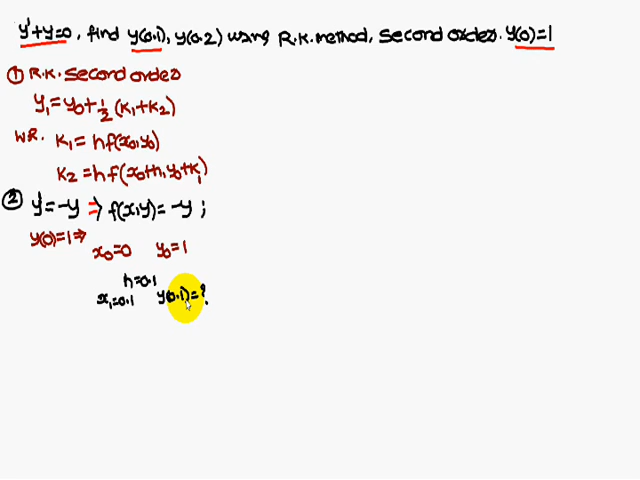 y'+y=0, find y(0.1), y(0.2) using R.K.method, second order. y(0)=1
① R.K. second order
y₁=y₀+½(k₁+k₂)
WR. k₁=hf(x₀,y₀)
k₂=hf(x₀+h,y₀+k₁)
② y'=-y ⇒ f(x,y)=-y;
y(0)=1⇒
x₀=0 y₀=1
h=0.1
x₁=0.1 y(0.1)=?